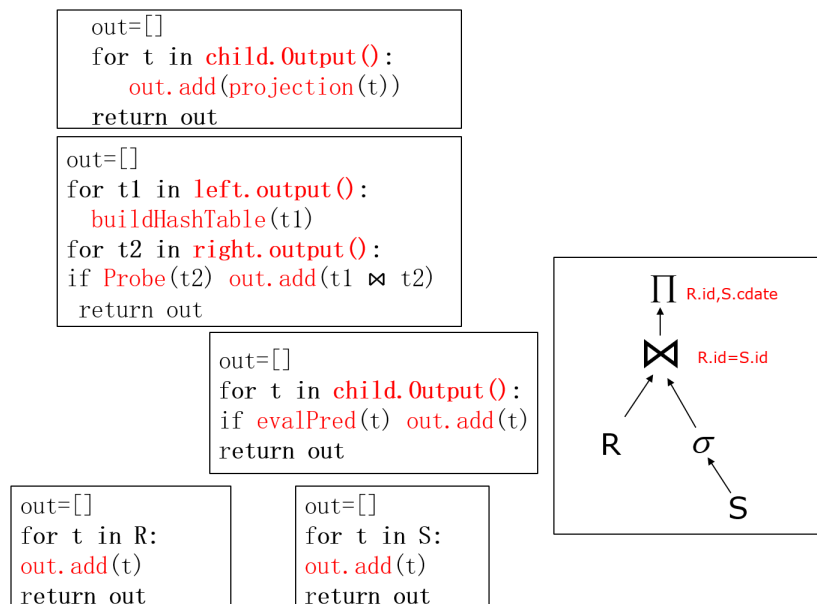 out=[]
for t in child.Output():
out.add(projection(t))
return out
out=[]
for t1 in left.output():
buildHashTable(t1)
for t2 in right.output():
if Probe(t2) out.add(t1 ⋈ t2)
return out
out=[]
for t in child.Output():
if evalPred(t) out.add(t)
return out
out=[]
for t in R:
out.add(t)
return out
out=[]
for t in S:
out.add(t)
return out
∏ R.id,S.cdate
⋈ R.id=S.id
R σ
S